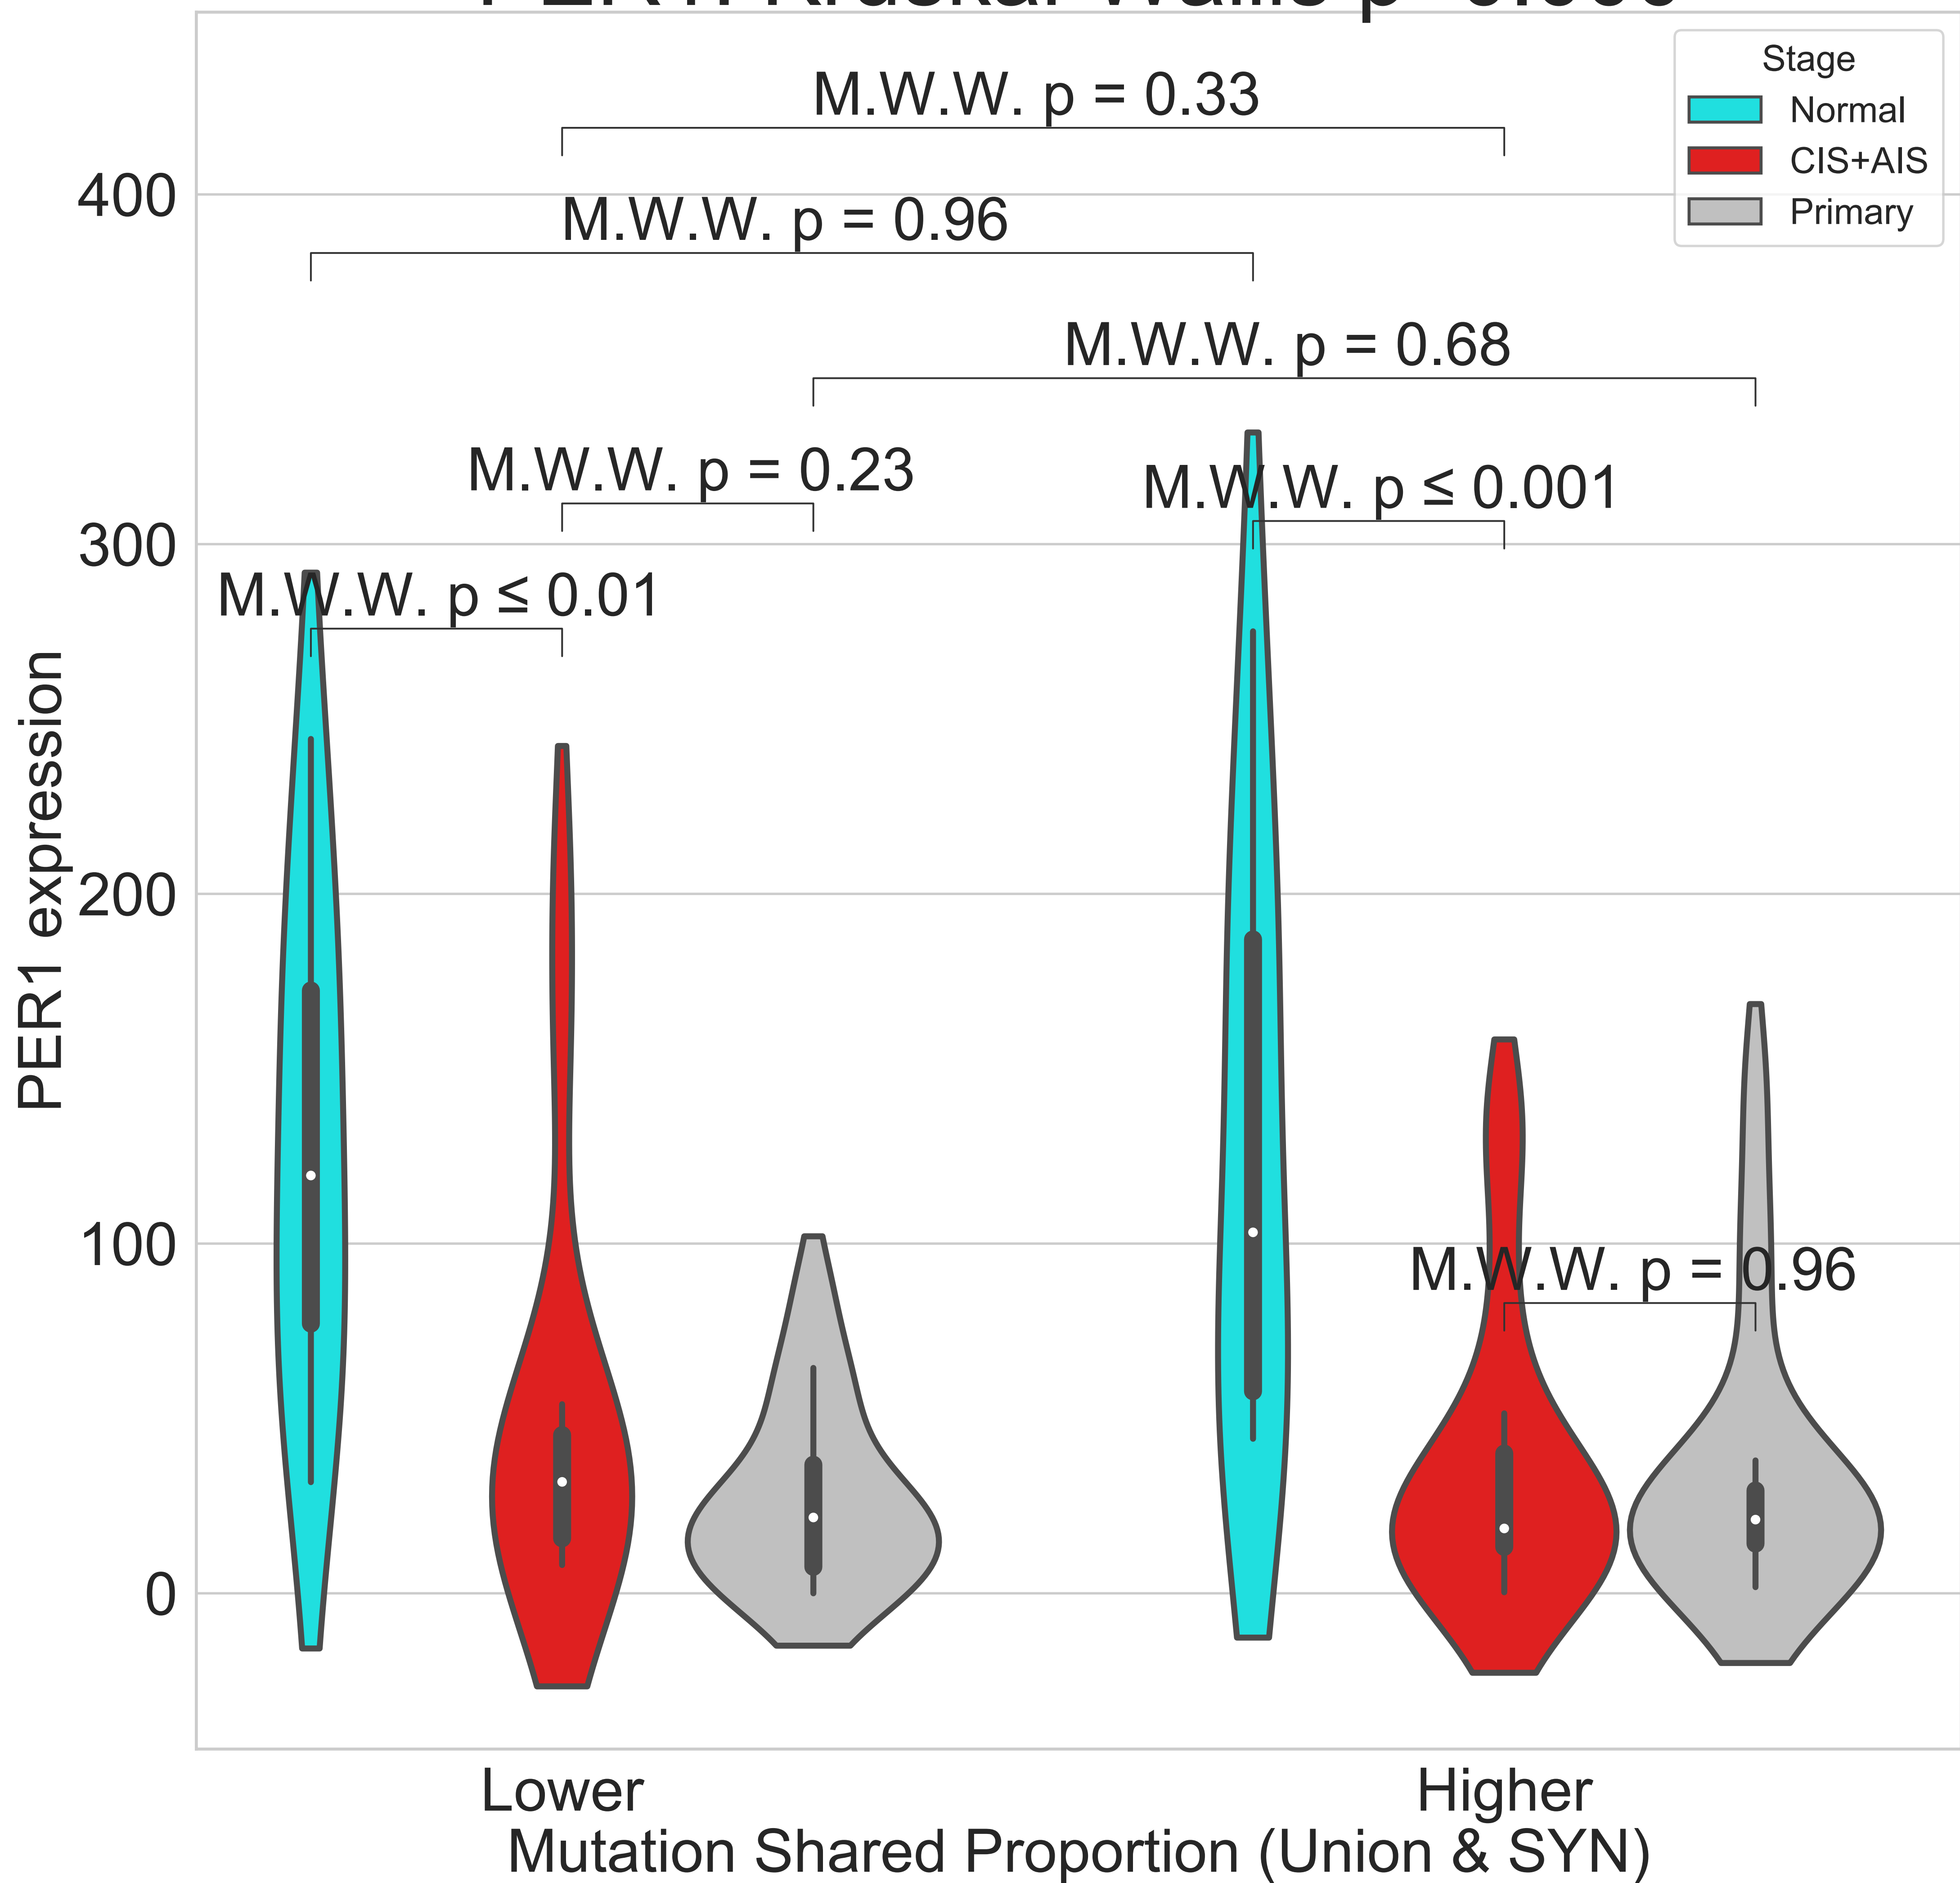 Stage
Normal
CIS+AIS
Primary
M.W.W. p = 0.33
M.W.W. p = 0.96
M.W.W. p = 0.68
M.W.W. p = 0.23
M.W.W. p ≤ 0.001
M.W.W. p ≤ 0.01
M.W.W. p = 0.96
400
300
200
100
0
PER1 expression
Lower
Higher
Mutation Shared Proportion (Union & SYN)